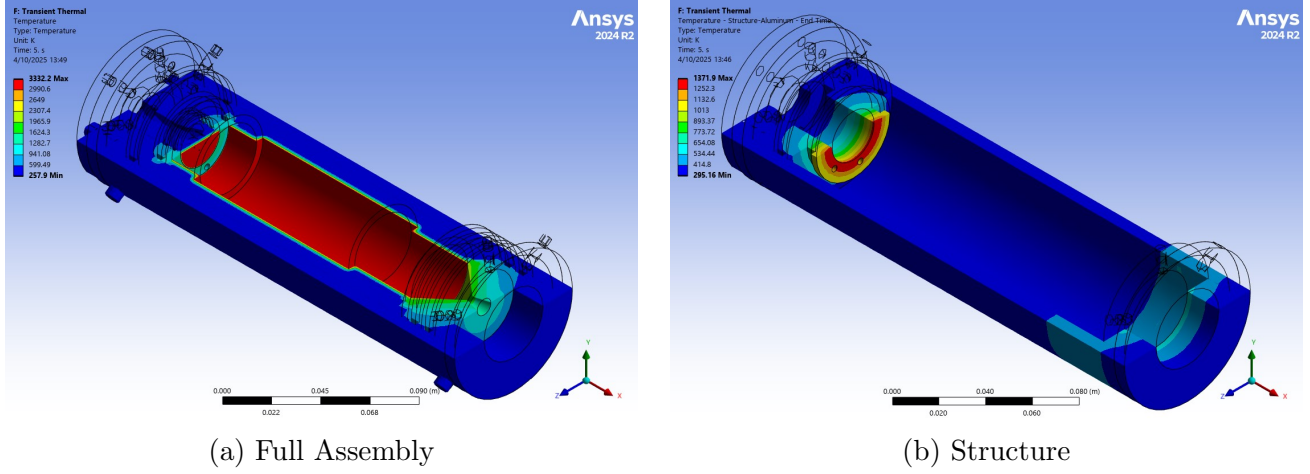 F: Transient Thermal
Temperature
Type: Temperature
Unit: K
Time: 5. s
4/10/2025 13:49
3332.2 Max
2990.6
2649
2307.4
1965.9
1624.3
1282.7
941.08
599.49
257.9 Min
Ansys
2024 R2
0.000
0.045
0.090 (m)
0.022
0.068
Y
Z
X
(a) Full Assembly
F: Transient Thermal
Temperature - Structure-Aluminum - End Time
Type: Temperature
Unit: K
Time: 5. s
4/10/2025 13:46
1371.9 Max
1252.3
1132.6
1013
893.37
773.72
654.08
534.44
414.8
295.16 Min
Ansys
2024 R2
0.000
0.040
0.080 (m)
0.020
0.060
Y
Z
X
(b) Structure